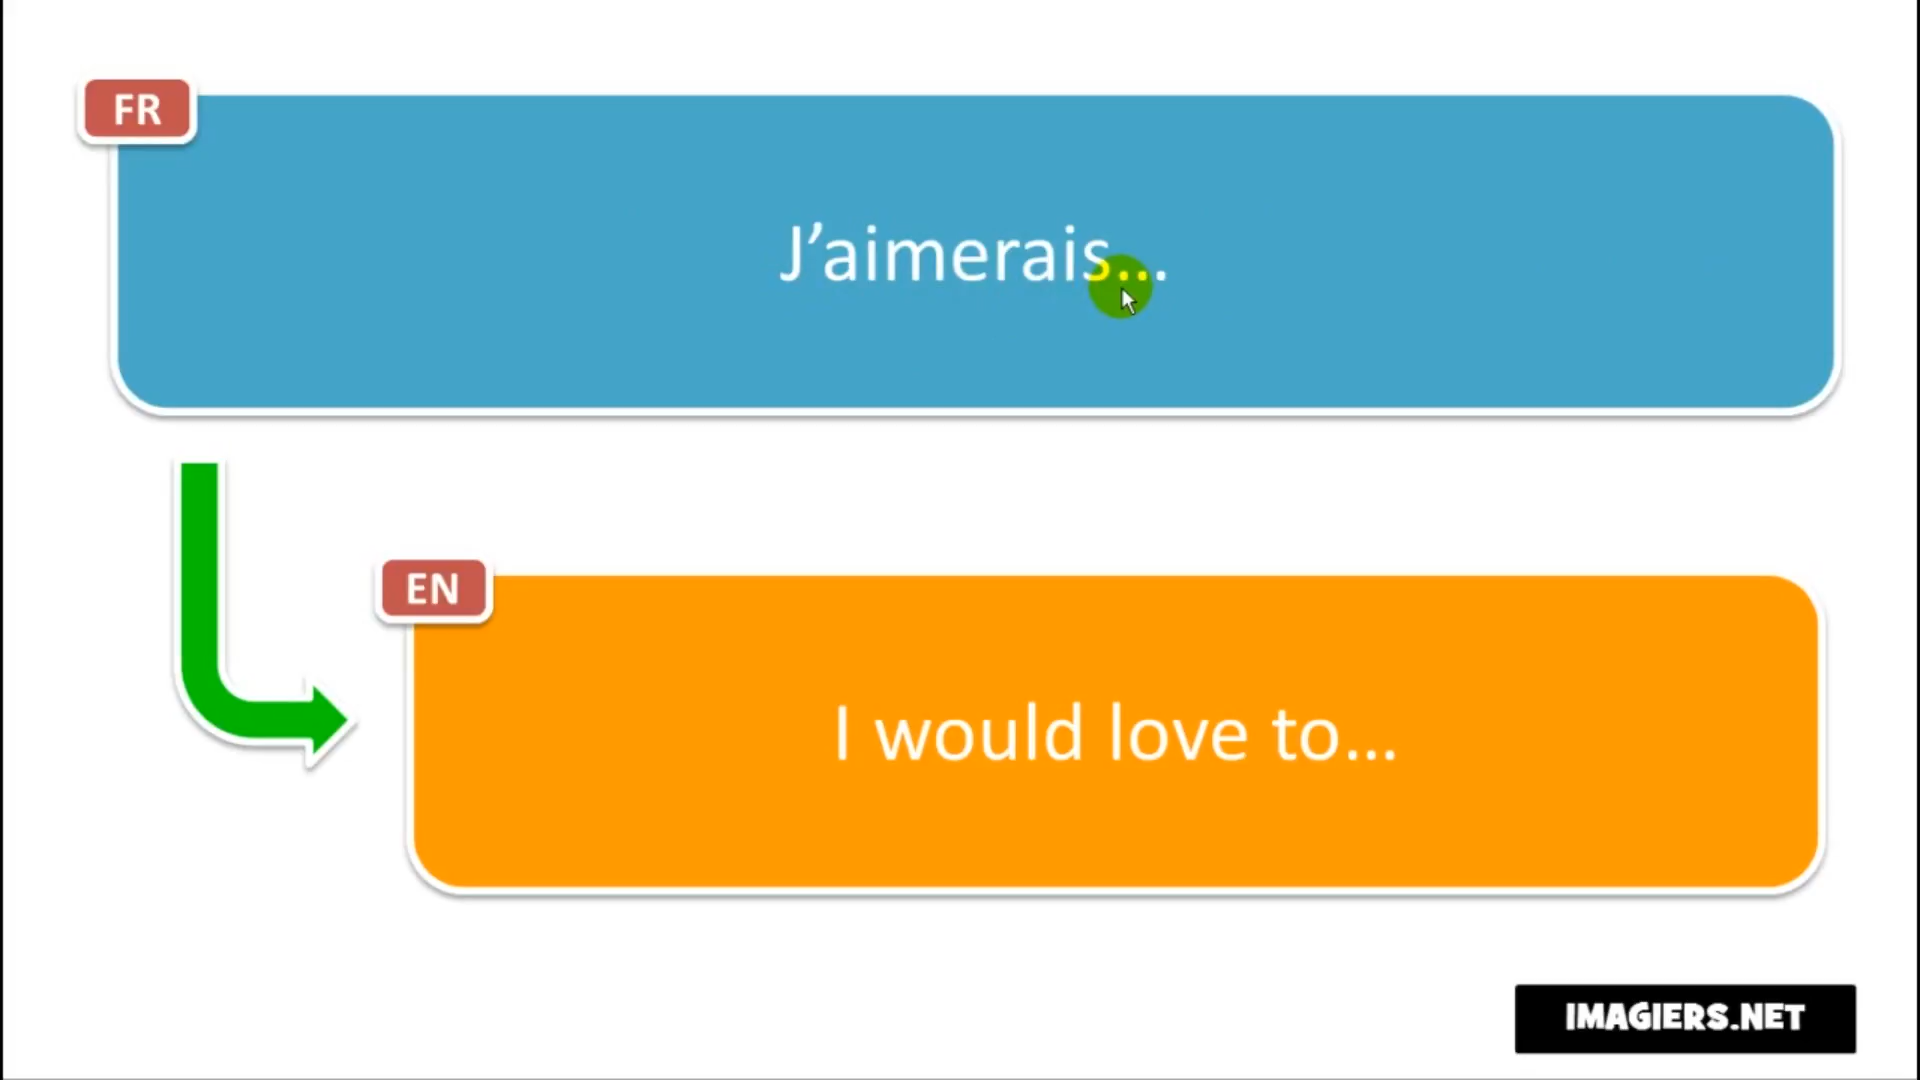 FR
J’aimerais...
EN
I would love to...
IMAGIERS.NET